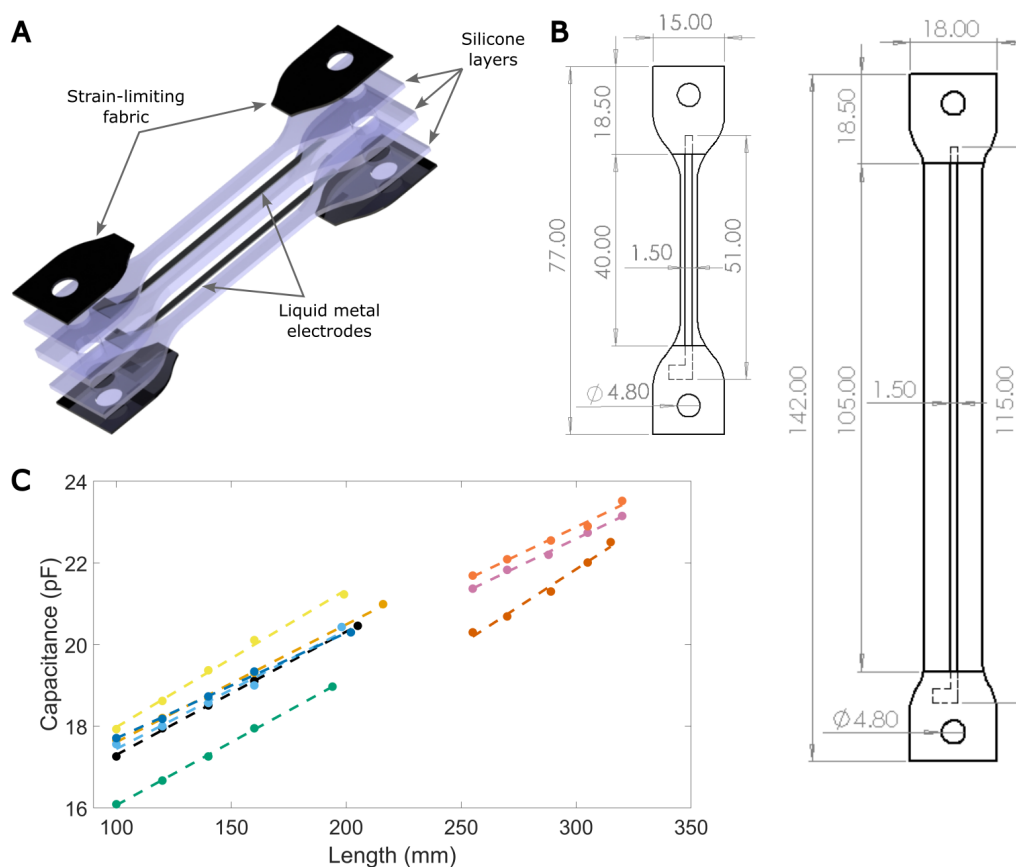 A
Silicone
layers
Strain-limiting
fabric
Liquid metal
electrodes
B
15.00
18.50
77.00
40.00
1.50
51.00
Ø4.80
18.00
18.50
142.00
105.00
1.50
115.00
Ø4.80
C
24
22
20
18
16
Capacitance (pF)
100
150
200
250
300
350
Length (mm)